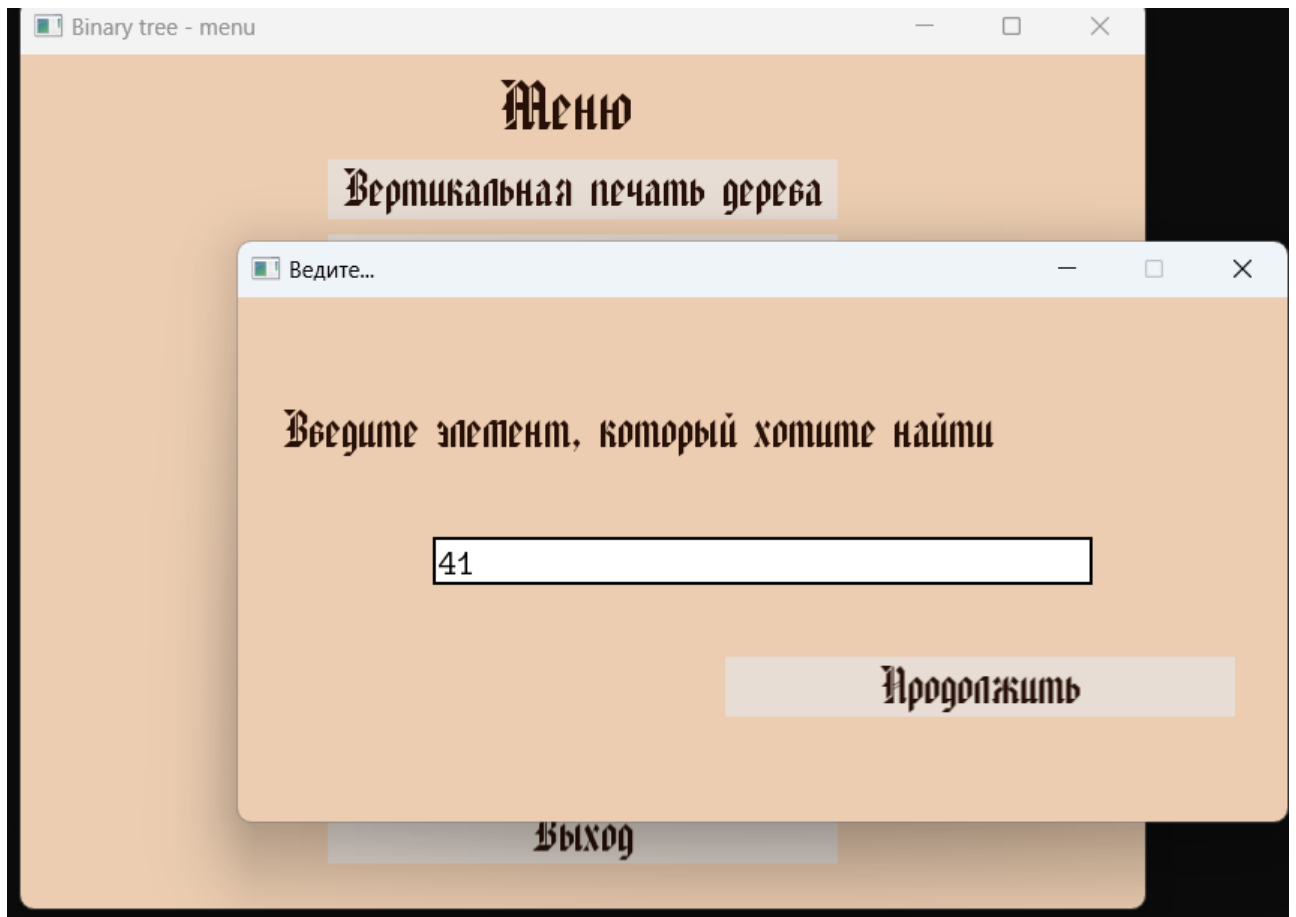 Binary tree - menu
Меню
Вертикальная печать дерева
Ведите...
Введите элемент, который хотите найти
41
Продолжить
Выход